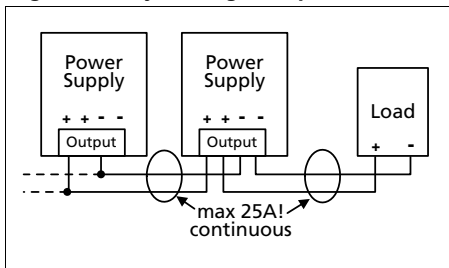 Power
Supply
+ + - -
Output
Power
Supply
+ + - -
Output
Load
+ -
max 25A!
continuous